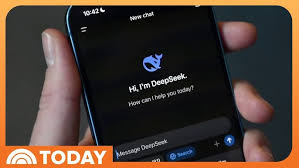 10:42
New chat
Hi, I'm DeepSeek.
How can I help you today?
Message DeepSeek
Search
TODAY